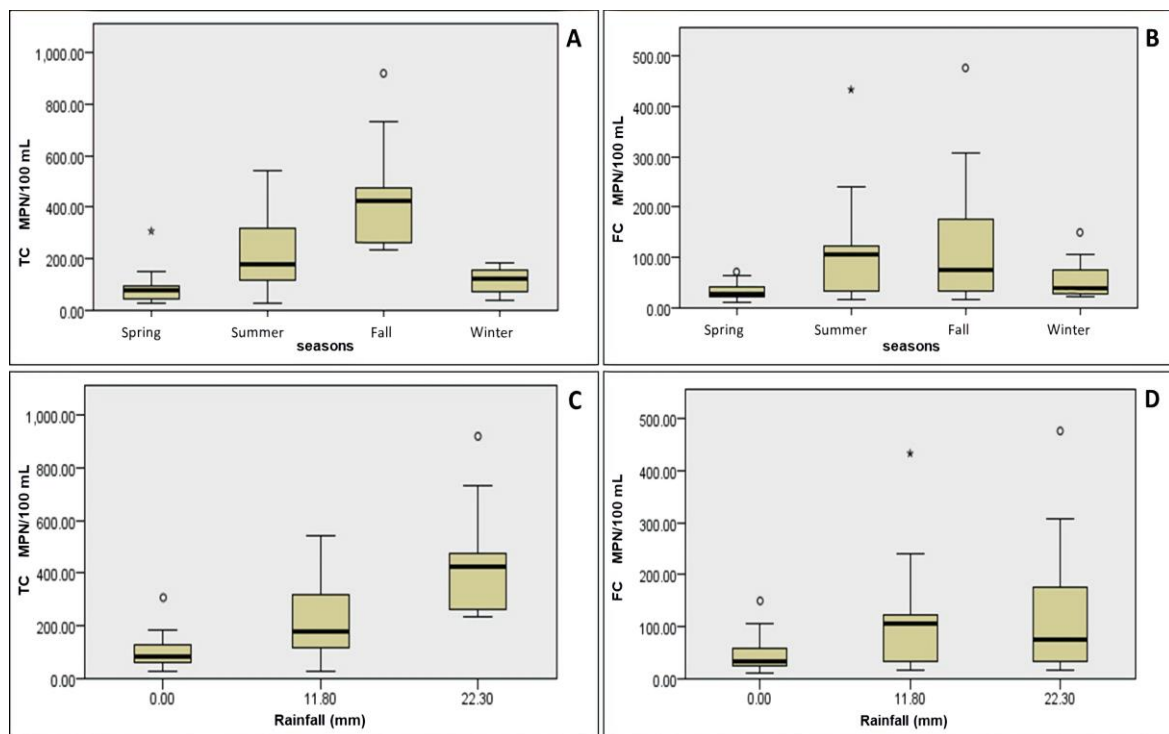 A
1,000.00
800.00
600.00
400.00
200.00
0.00
TC MPN/100 mL
Spring Summer Fall Winter
seasons
B
500.00
400.00
300.00
200.00
100.00
0.00
FC MPN/100 mL
Spring Summer Fall Winter
seasons
C
1,000.00
800.00
600.00
400.00
200.00
0.00
TC MPN/100 mL
0.00 11.80 22.30
Rainfall (mm)
D
500.00
400.00
300.00
200.00
100.00
0.00
FC MPN/100 mL
0.00 11.80 22.30
Rainfall (mm)